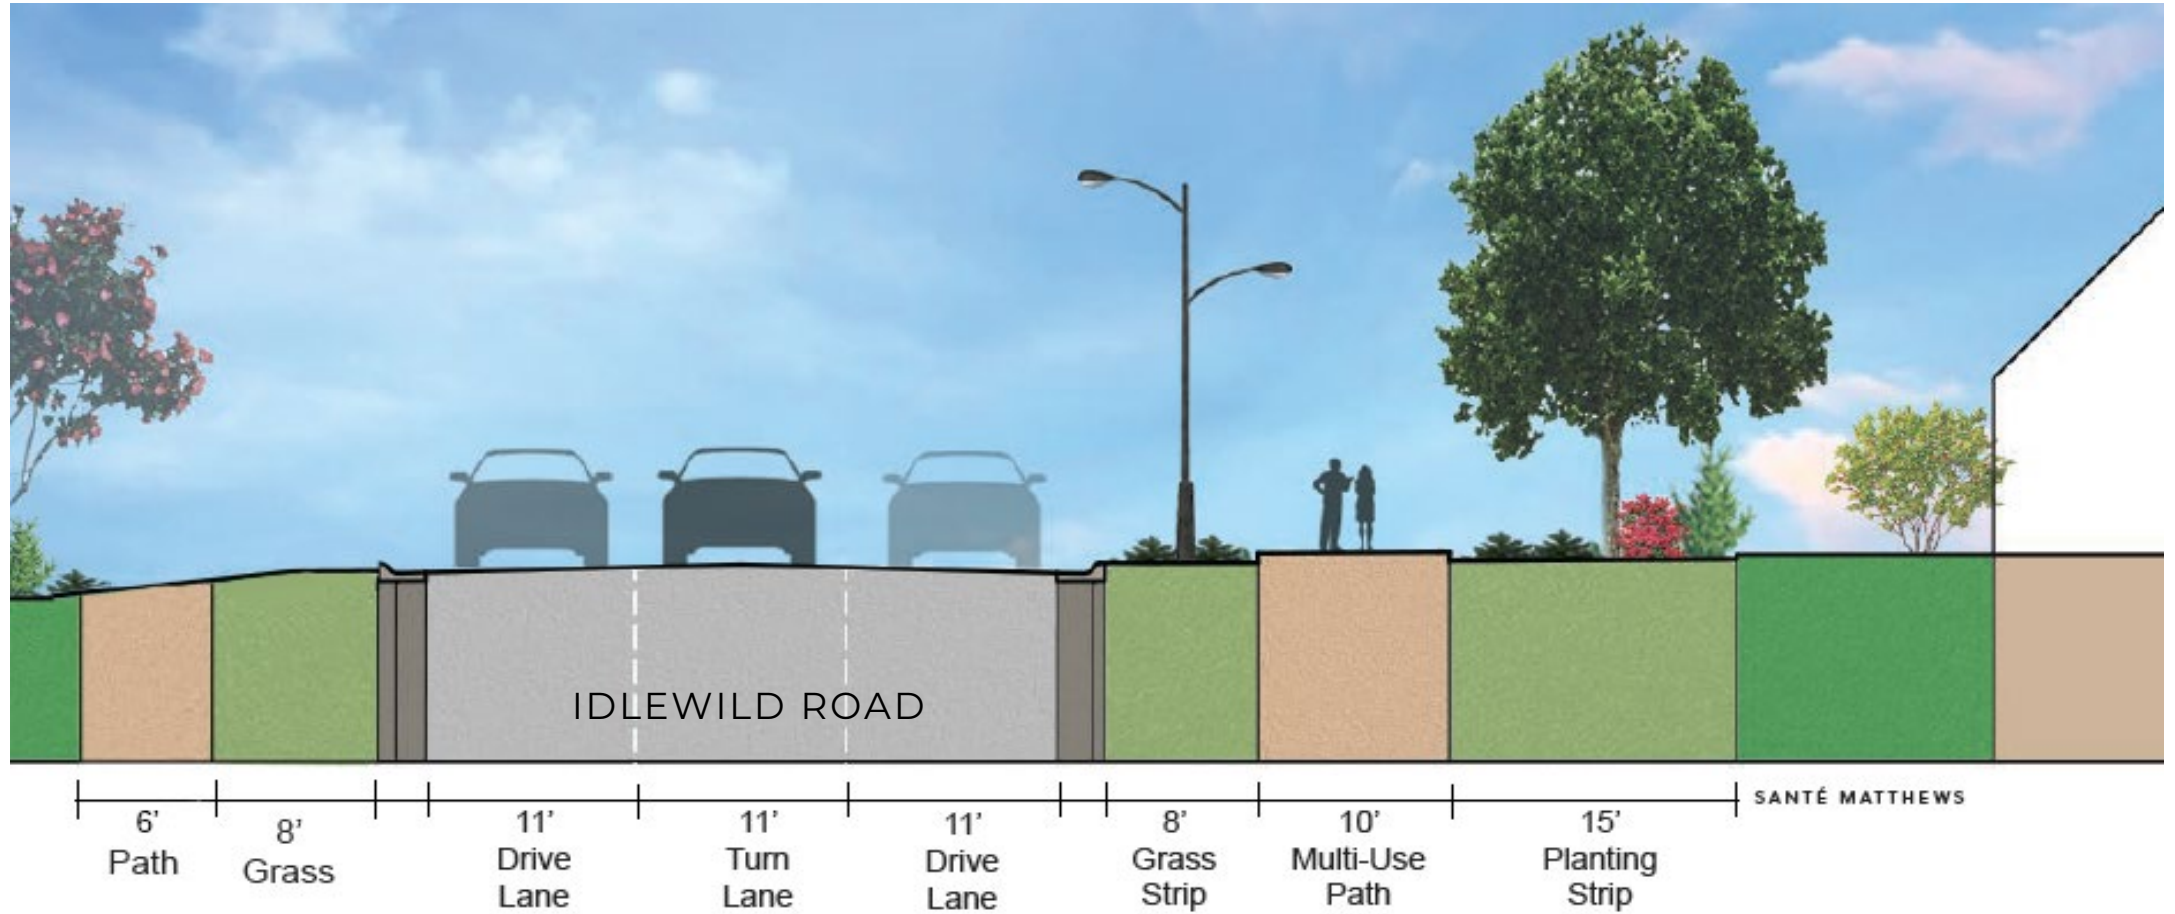 IDLEWILD ROAD
SANTÉ MATTHEWS
6’
Path
8’
Grass
11’
Drive
Lane
11’
Turn
Lane
11’
Drive
Lane
8’
Grass
Strip
10’
Multi-Use
Path
15’
Planting
Strip